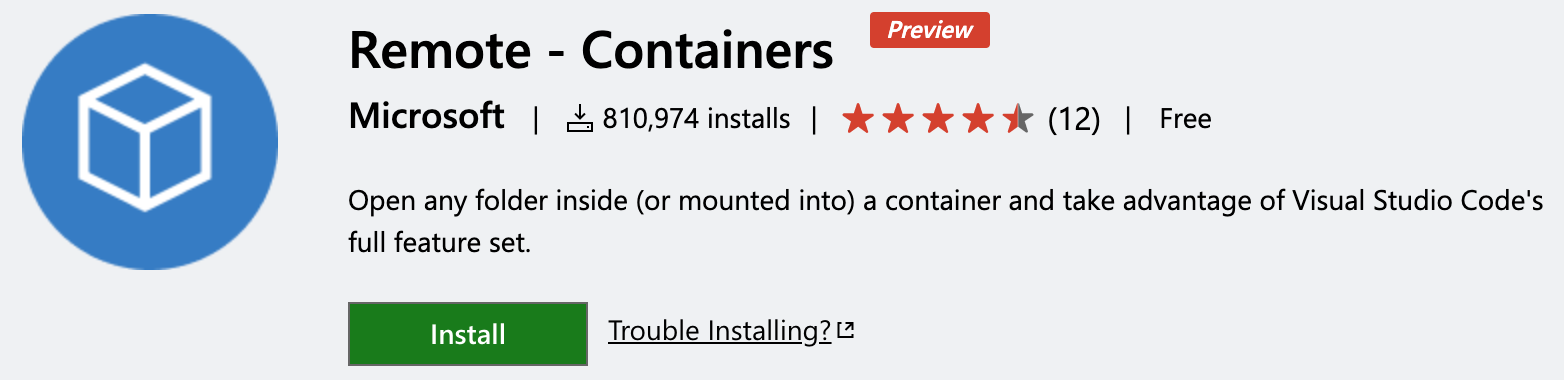 Remote - Containers
Preview
Microsoft | 810,974 installs | (12) | Free
Open any folder inside (or mounted into) a container and take advantage of Visual Studio Code's
full feature set.
Install
Trouble Installing?